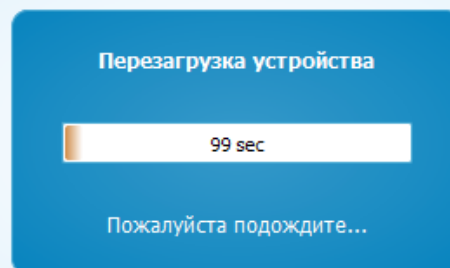 Перезагрузка устройства
99 sec
Пожалуйста подождите...